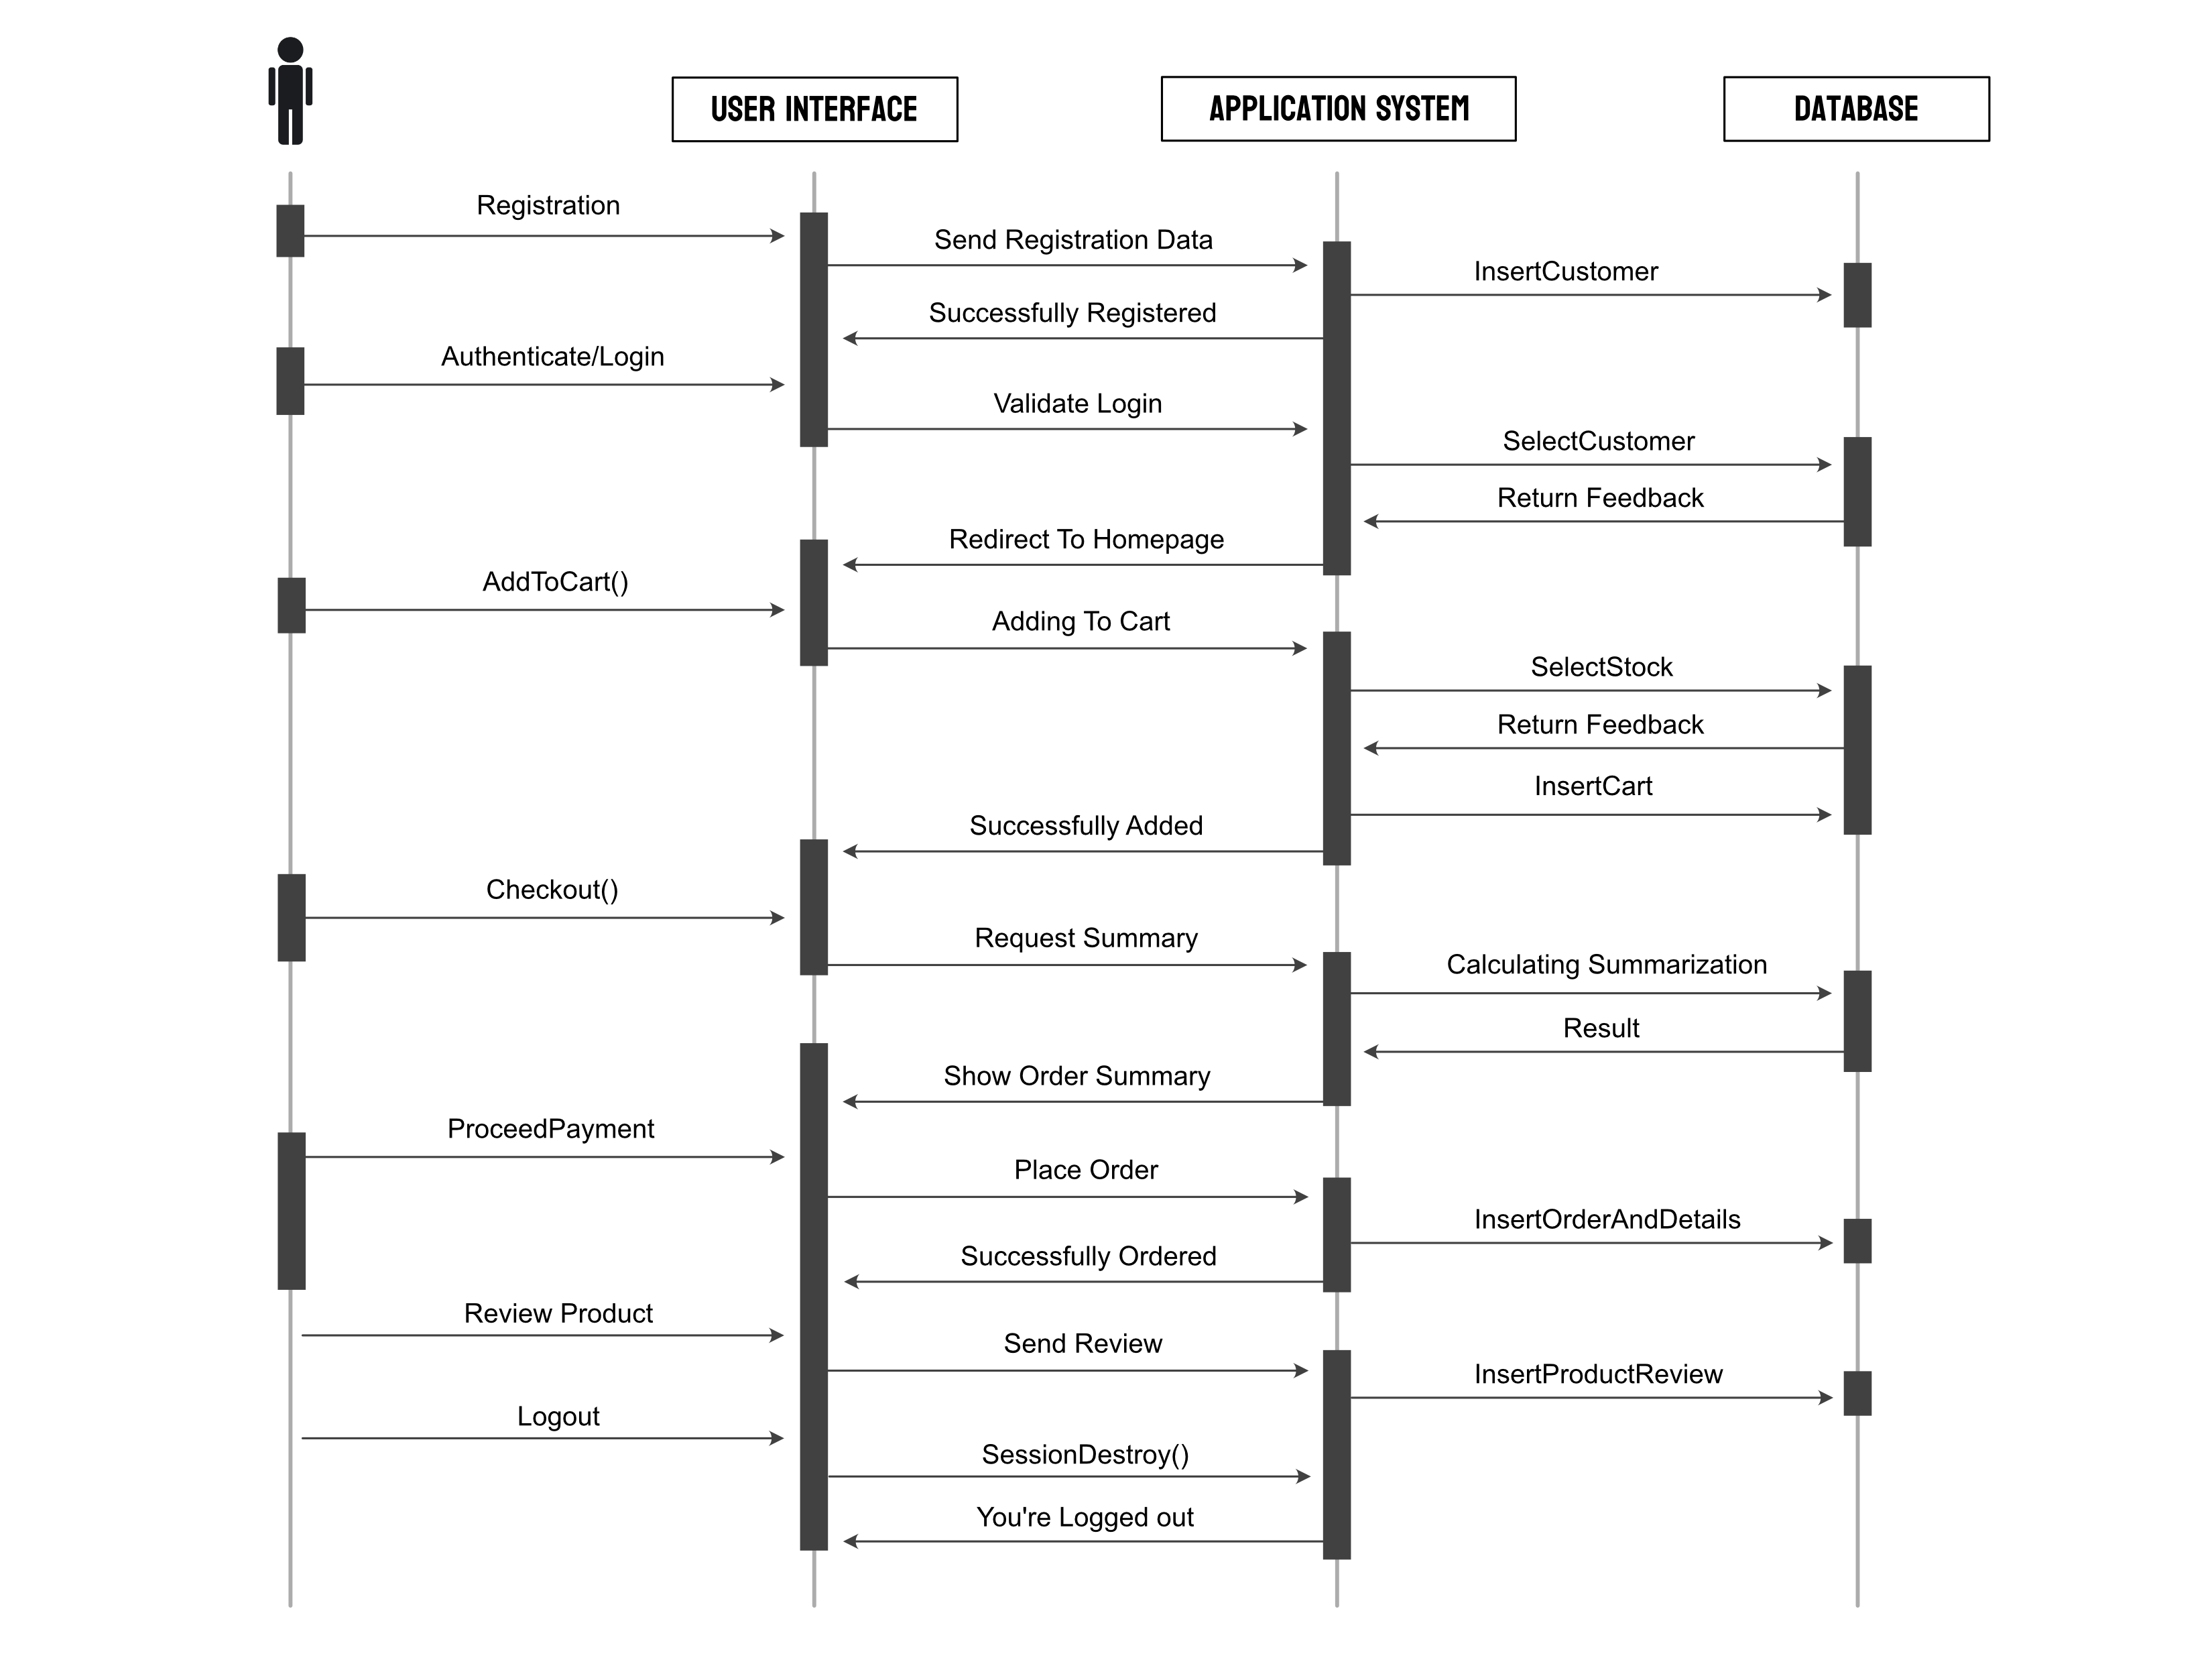 USER INTERFACE
APPLICATION SYSTEM
DATABASE
Registration
Send Registration Data
InsertCustomer
Successfully Registered
Authenticate/Login
Validate Login
SelectCustomer
Return Feedback
Redirect To Homepage
AddToCart()
Adding To Cart
SelectStock
Return Feedback
InsertCart
Successfully Added
Checkout()
Request Summary
Calculating Summarization
Result
Show Order Summary
ProceedPayment
Place Order
InsertOrderAndDetails
Successfully Ordered
Review Product
Send Review
InsertProductReview
Logout
SessionDestroy()
You're Logged out